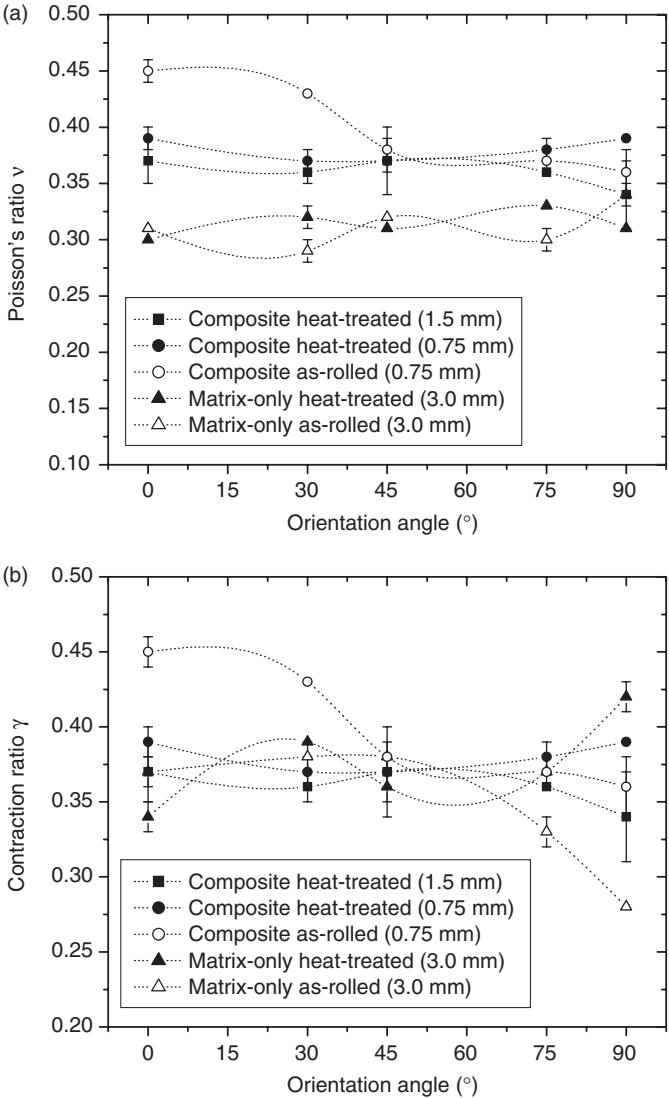 (a)
0.50
0.45
0.40
0.35
0.30
0.25
0.20
0.15
0.10
Poisson's ratio ν
Composite heat-treated (1.5 mm)
Composite heat-treated (0.75 mm)
Composite as-rolled (0.75 mm)
Matrix-only heat-treated (3.0 mm)
Matrix-only as-rolled (3.0 mm)
0 15 30 45 60 75 90
Orientation angle (°)
(b)
0.50
0.45
0.40
0.35
0.30
0.25
0.20
Contraction ratio γ
Composite heat-treated (1.5 mm)
Composite heat-treated (0.75 mm)
Composite as-rolled (0.75 mm)
Matrix-only heat-treated (3.0 mm)
Matrix-only as-rolled (3.0 mm)
0 15 30 45 60 75 90
Orientation angle (°)